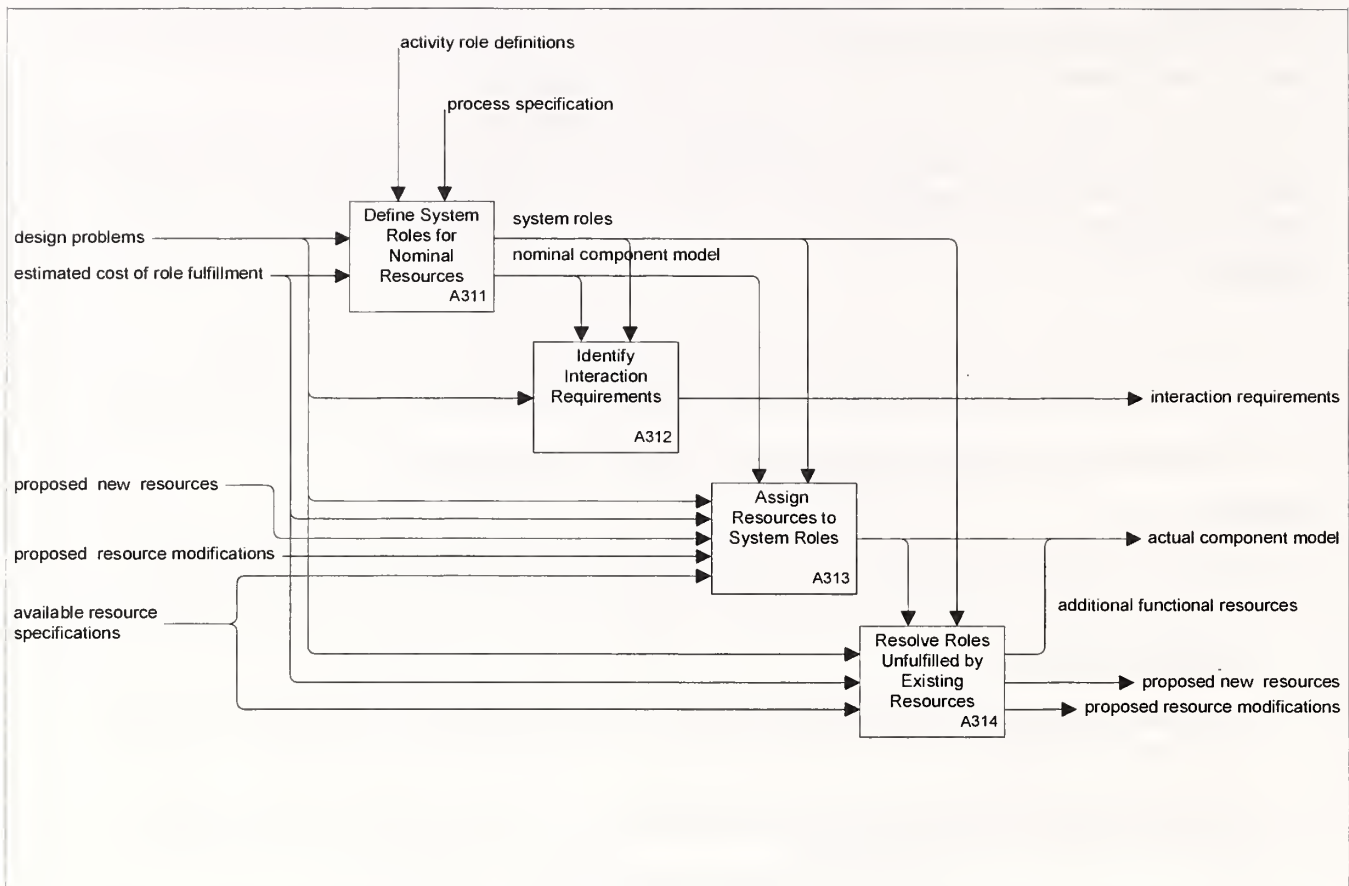 activity role definitions
process specification
Define System
Roles for
Nominal
Resources
A311
system roles
nominal component model
design problems
estimated cost of role fulfillment
Identify
Interaction
Requirements
A312
interaction requirements
proposed new resources
proposed resource modifications
available resource
specifications
Assign
Resources to
System Roles
A313
actual component model
additional functional resources
Resolve Roles
Unfulfilled by
Existing
Resources
A314
proposed new resources
proposed resource modifications